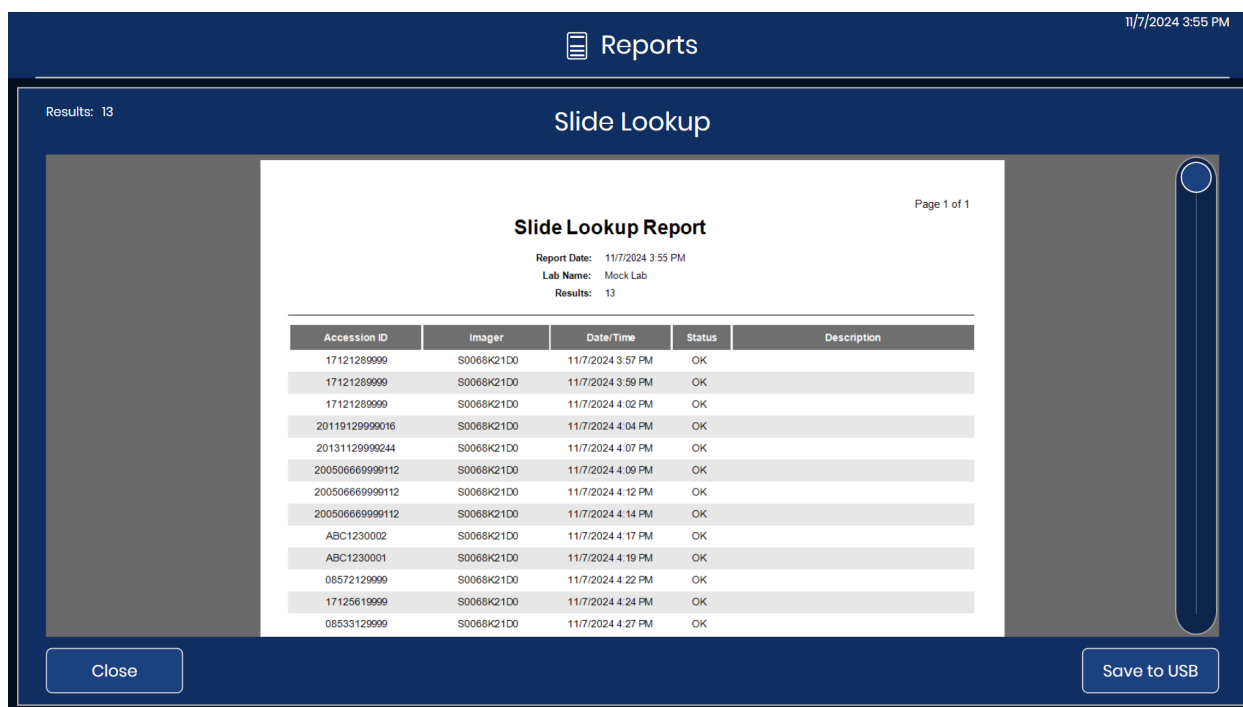 11/7/2024 3:55 PM
Reports
Results: 13
Slide Lookup
Page 1 of 1
Slide Lookup Report
Report Date: 11/7/2024 3:55 PM
Lab Name: Mock Lab
Results: 13
Accession ID Imager Date/Time Status Description
17121289999 S0068K21D0 11/7/2024 3:57 PM OK
17121289999 S0068K21D0 11/7/2024 3:59 PM OK
17121289999 S0068K21D0 11/7/2024 4:02 PM OK
20119129999016 S0068K21D0 11/7/2024 4:04 PM OK
20131129999244 S0068K21D0 11/7/2024 4:07 PM OK
200506669999112 S0068K21D0 11/7/2024 4:09 PM OK
200506669999112 S0068K21D0 11/7/2024 4:12 PM OK
200506669999112 S0068K21D0 11/7/2024 4:14 PM OK
ABC1230002 S0068K21D0 11/7/2024 4:17 PM OK
ABC1230001 S0068K21D0 11/7/2024 4:19 PM OK
08572129999 S0068K21D0 11/7/2024 4:22 PM OK
17125619999 S0068K21D0 11/7/2024 4:24 PM OK
08533129999 S0068K21D0 11/7/2024 4:27 PM OK
Close
Save to USB